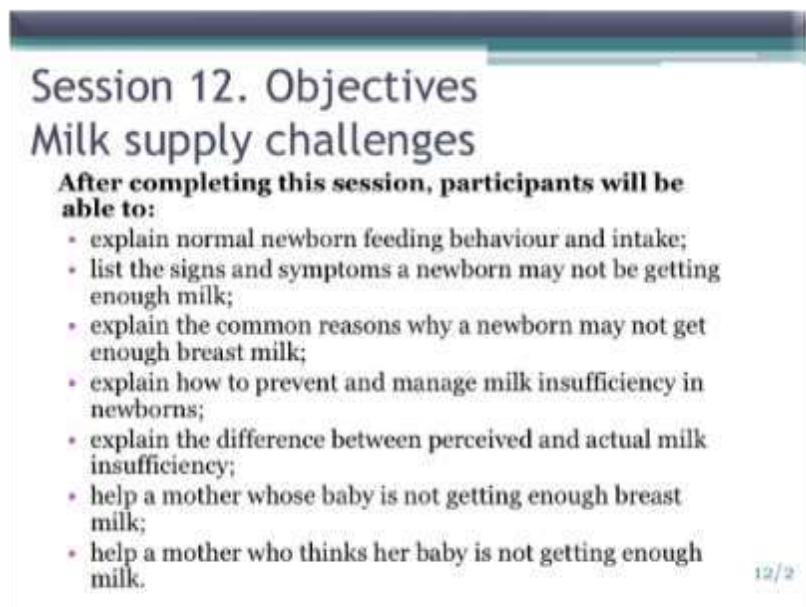 Session 12. Objectives
Milk supply challenges
After completing this session, participants will be
able to:
• explain normal newborn feeding behaviour and intake;
• list the signs and symptoms a newborn may not be getting
enough milk;
• explain the common reasons why a newborn may not get
enough breast milk;
• explain how to prevent and manage milk insufficiency in
newborns;
• explain the difference between perceived and actual milk
insufficiency;
• help a mother whose baby is not getting enough breast
milk;
• help a mother who thinks her baby is not getting enough
milk.
12/2